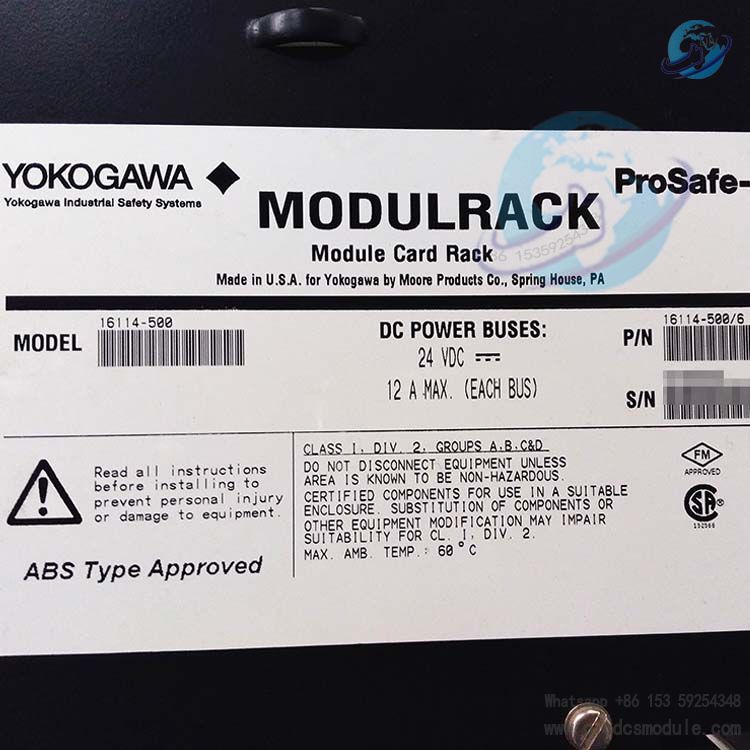 YOKOGAWA
Yokogawa Industrial Safety Systems
ProSafe-
MODULRACK
Module Card Rack
Made in U.S.A. for Yokogawa by Moore Products Co., Spring House, PA
MODEL
16114-500
DC POWER BUSES:
24 VDC
12 A MAX. (EACH BUS)
P/N
16114-500/6
S/N
Read all instructions
before installing to
prevent personal injury
or damage to equipment.
ABS Type Approved
CLASS I, DIV. 2, GROUPS A,B,C&D
DO NOT DISCONNECT EQUIPMENT UNLESS
AREA IS KNOWN TO BE NON-HAZARDOUS.
CERTIFIED COMPONENTS FOR USE IN A SUITABLE
ENCLOSURE. SUBSTITUTION OF COMPONENTS OR
OTHER EQUIPMENT MODIFICATION MAY IMPAIR
SUITABILITY FOR CL. I, DIV. 2.
MAX. AMB. TEMP.: 60°C
FM
APPROVED
Whatsapp +86 153 59254348